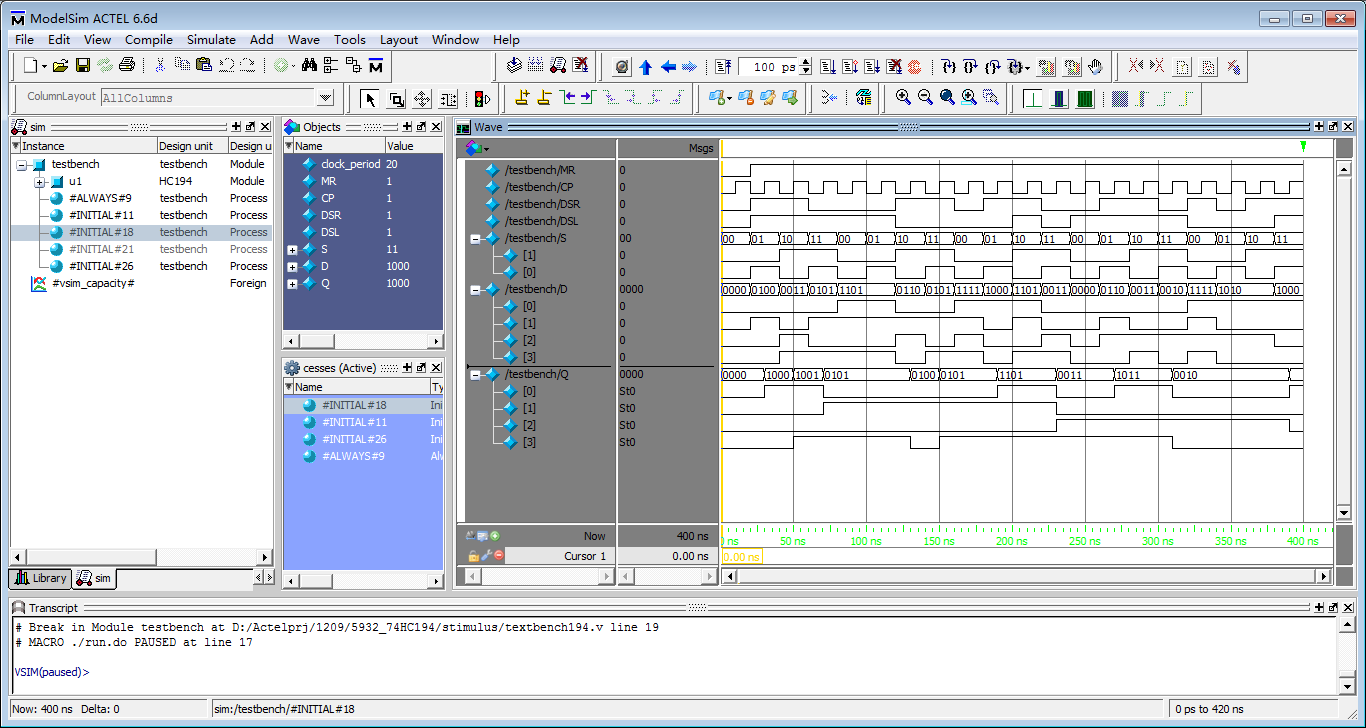 ModelSim ACTEL 6.6d
File Edit View Compile Simulate Add Wave Tools Layout Window Help
100 ps
ColumnLayout AllColumns
sim
Instance Design unit Design u
testbench testbench Module
u1 HC194 Module
#ALWAYS#9 testbench Process
#INITIAL#11 testbench Process
#INITIAL#18 testbench Process
#INITIAL#21 testbench Process
#INITIAL#26 testbench Process
#vsim_capacity# Foreign
Library sim
Objects
Name Value
clock_period 20
MR 1
CP 1
DSR 1
DSL 1
S 11
D 1000
Q 1000
cesses (Active)
Name Ty
#INITIAL#18 Ini
#INITIAL#11 Ini
#INITIAL#26 Ini
#ALWAYS#9 Alv
Wave
Msgs
/testbench/MR 0
/testbench/CP 0
/testbench/DSR 0
/testbench/DSL 0
/testbench/S 00 00 01 10 11 00 01 10 11 00 01 10 11 00 01 10 11 00 01 10 11
[1] 0
[0] 0
/testbench/D 0000 0000 0100 0011 0101 1101 0110 0101 1111 1000 1101 0011 0000 0110 0011 0010 1111 1010 1000
[0] 0
[1] 0
[2] 0
[3] 0
/testbench/Q 0000 0000 1000 1001 0101 0100 0101 1101 0011 1011 0010
[0] St0
[1] St0
[2] St0
[3] St0
Now 400 ns ns 50 ns 100 ns 150 ns 200 ns 250 ns 300 ns 350 ns 400 ns
Cursor 1 0.00 ns 0.00 ns
Transcript
# Break in Module testbench at D:/Actelprj/1209/5932_74HC194/stimulus/textbench194.v line 19
# MACRO ./run.do PAUSED at line 17
VSIM(paused)>
Now: 400 ns Delta: 0 sim:/testbench/#INITIAL#18 0 ps to 420 ns